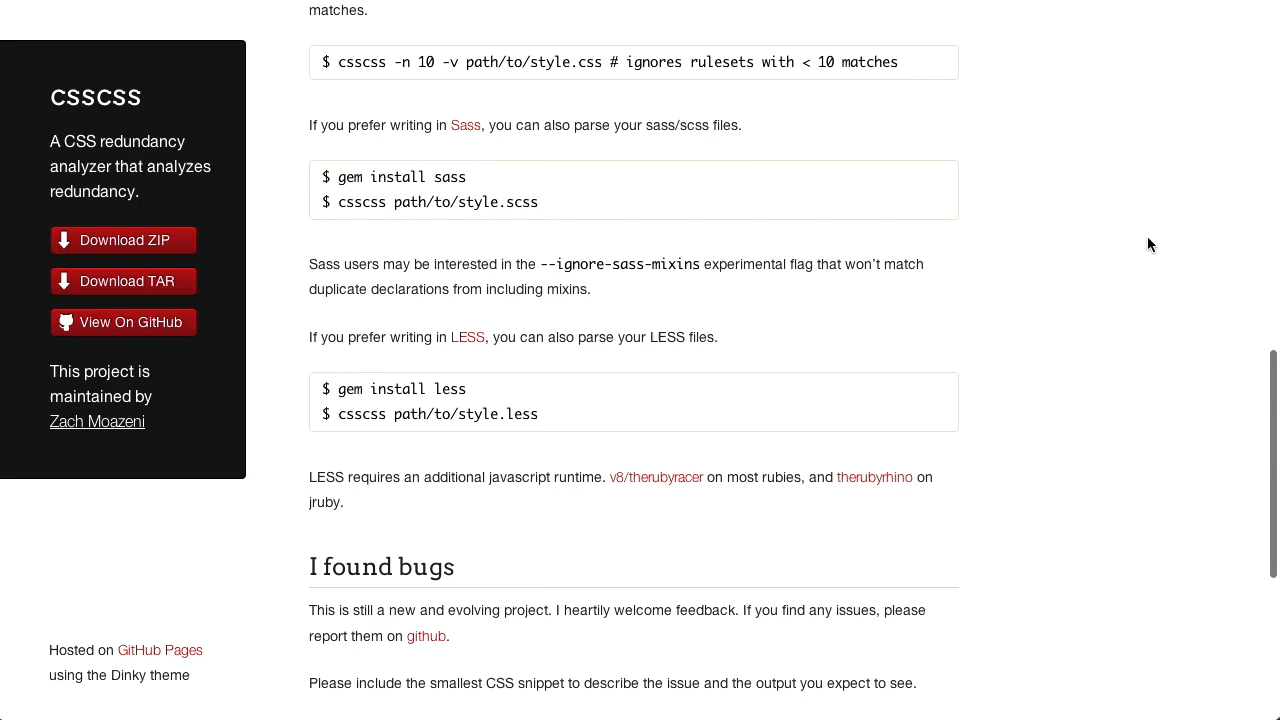 csscss
A CSS redundancy
analyzer that analyzes
redundancy.
Download ZIP
Download TAR
View On GitHub
This project is
maintained by
Zach Moazeni
Hosted on GitHub Pages
using the Dinky theme
matches.
$ csscss -n 10 -v path/to/style.css # ignores rulesets with < 10 matches
If you prefer writing in Sass, you can also parse your sass/scss files.
$ gem install sass
$ csscss path/to/style.scss
Sass users may be interested in the --ignore-sass-mixins experimental flag that won’t match
duplicate declarations from including mixins.
If you prefer writing in LESS, you can also parse your LESS files.
$ gem install less
$ csscss path/to/style.less
LESS requires an additional javascript runtime. v8/therubyracer on most rubies, and therubyrhino on
jruby.
I found bugs
This is still a new and evolving project. I heartily welcome feedback. If you find any issues, please
report them on github.
Please include the smallest CSS snippet to describe the issue and the output you expect to see.